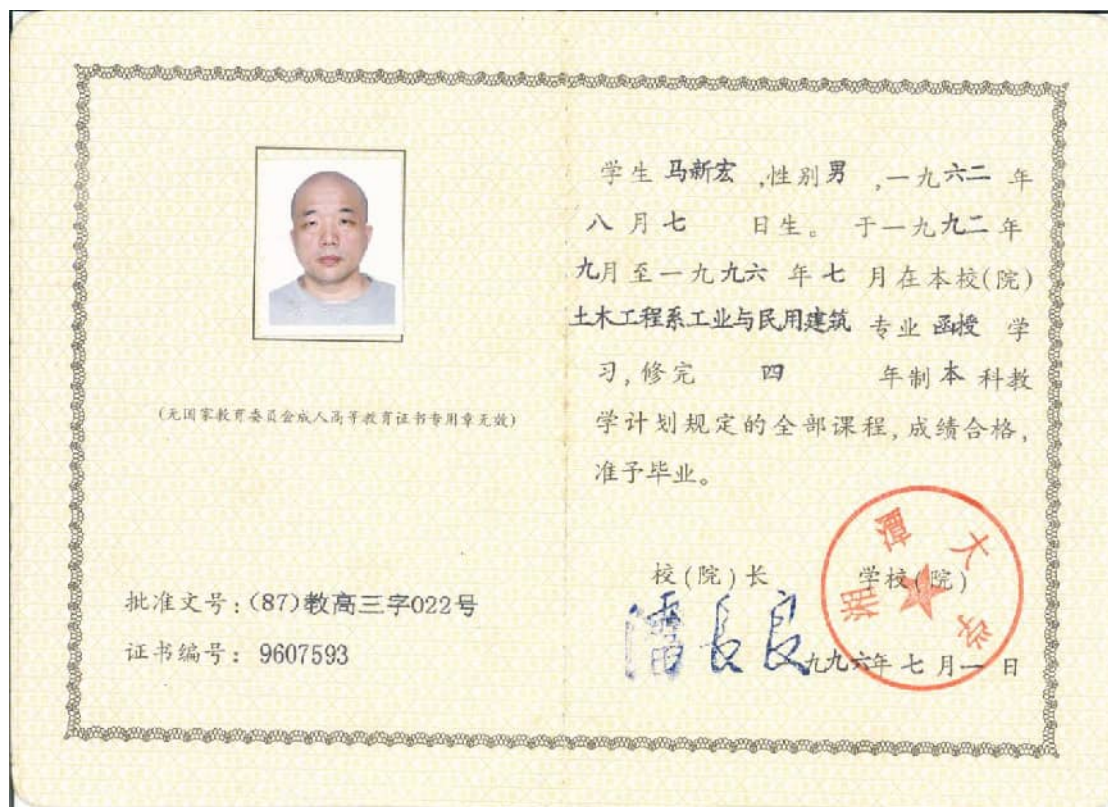 (无国家教育委员会成人高等教育证书专用章无效)
批准文号:(87)教高三字022号
证书编号: 9607593
学生 马新宏 ,性别男 ,一九六二 年
八 月七 日生。 于一九九二年
九月至一九九六 年七 月在本校(院)
土木工程系工业与民用建筑 专业 函授 学
习,修完 四 年制 本 科教
学计划规定的全部课程,成绩合格,
准予毕业。
校(院)长 学校(院)
九九六年 七 月 一 日
湘潭大学